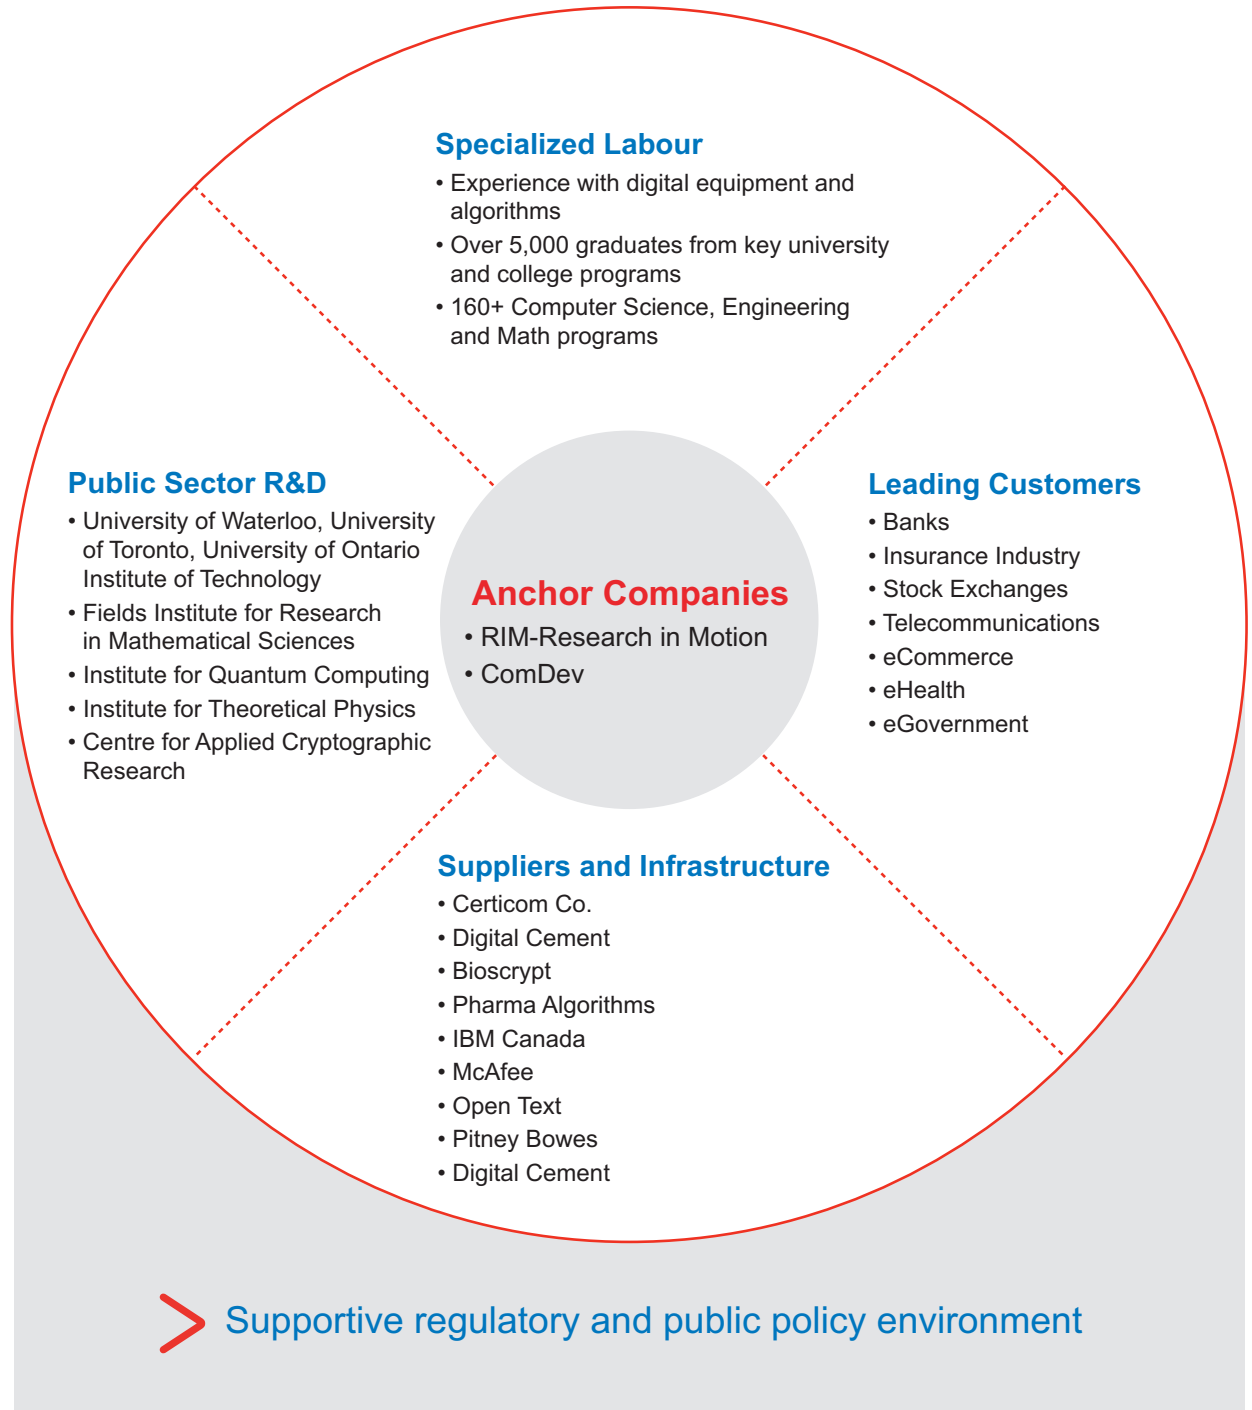 Specialized Labour
• Experience with digital equipment and
algorithms
• Over 5,000 graduates from key university
and college programs
• 160+ Computer Science, Engineering
and Math programs
Public Sector R&D
• University of Waterloo, University
of Toronto, University of Ontario
Institute of Technology
• Fields Institute for Research
in Mathematical Sciences
• Institute for Quantum Computing
• Institute for Theoretical Physics
• Centre for Applied Cryptographic
Research
Anchor Companies
• RIM-Research in Motion
• ComDev
Leading Customers
• Banks
• Insurance Industry
• Stock Exchanges
• Telecommunications
• eCommerce
• eHealth
• eGovernment
Suppliers and Infrastructure
• Certicom Co.
• Digital Cement
• Bioscrypt
• Pharma Algorithms
• IBM Canada
• McAfee
• Open Text
• Pitney Bowes
• Digital Cement
Supportive regulatory and public policy environment